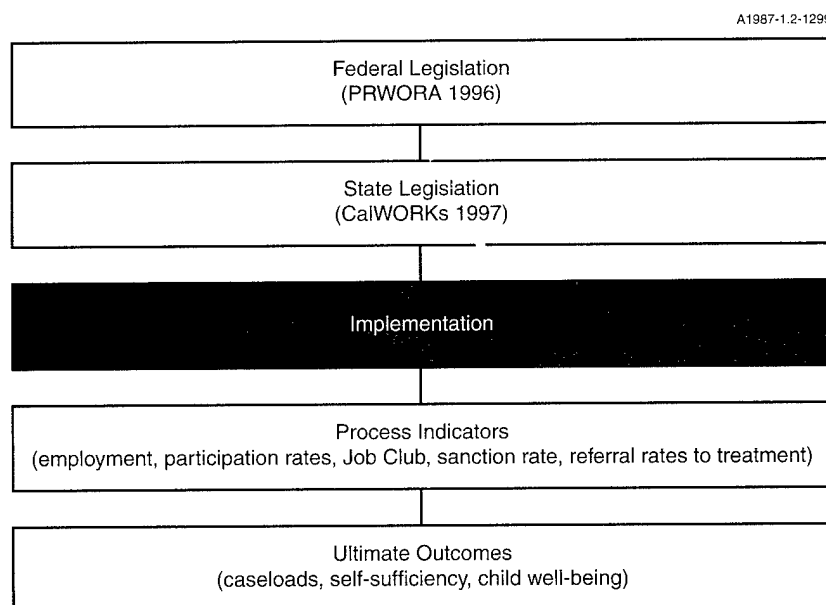 A1987-1.2-1299
Federal Legislation
(PRWORA 1996)
State Legislation
(CalWORKs 1997)
Implementation
Process Indicators
(employment, participation rates, Job Club, sanction rate, referral rates to treatment)
Ultimate Outcomes
(caseloads, self-sufficiency, child well-being)